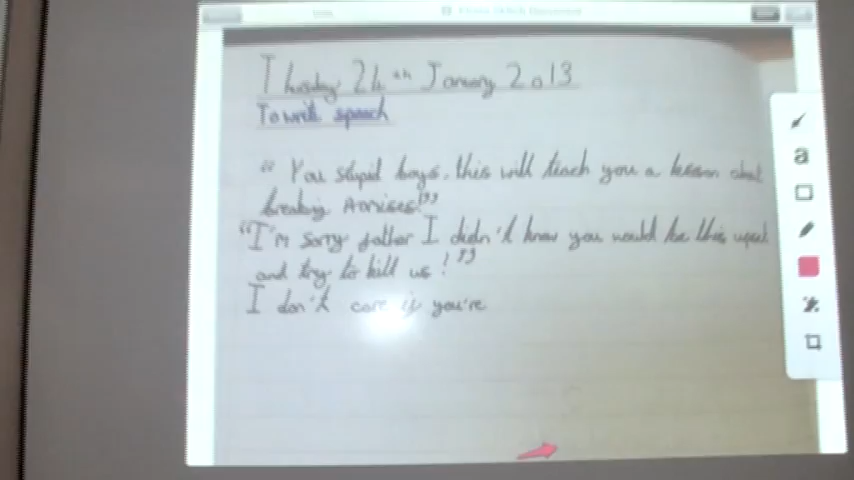 Thursday 24th January 2013
To write speech
" You stupid boys, this will teach you a lesson about
breaking promises!"
"I'm sorry father I didn't know you would be this upset
and try to kill us!"
I don't care if you're
a